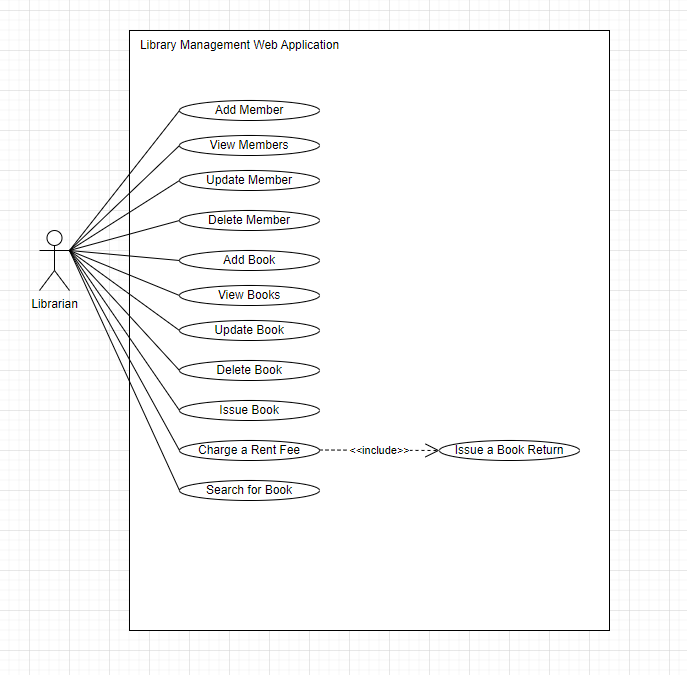 Library Management Web Application
Add Member
View Members
Update Member
Delete Member
Add Book
Librarian
View Books
Update Book
Delete Book
Issue Book
Charge a Rent Fee
<<include>>
Issue a Book Return
Search for Book